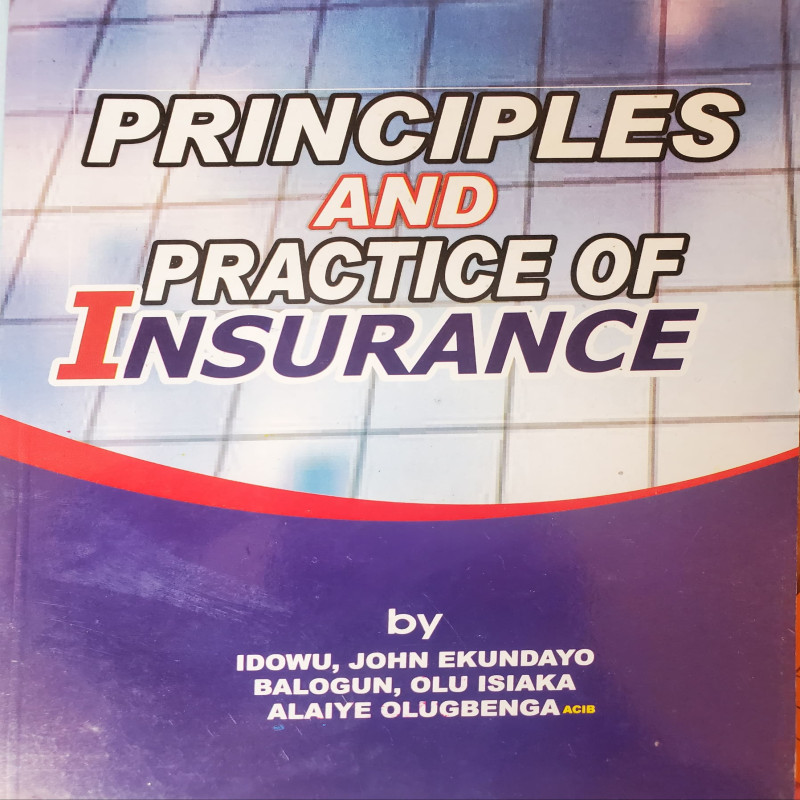 PRINCIPLES
AND
PRACTICE OF
INSURANCE
by
IDOWU, JOHN EKUNDAYO
BALOGUN, OLU ISIAKA
ALAIYE OLUGBENGA ACIB